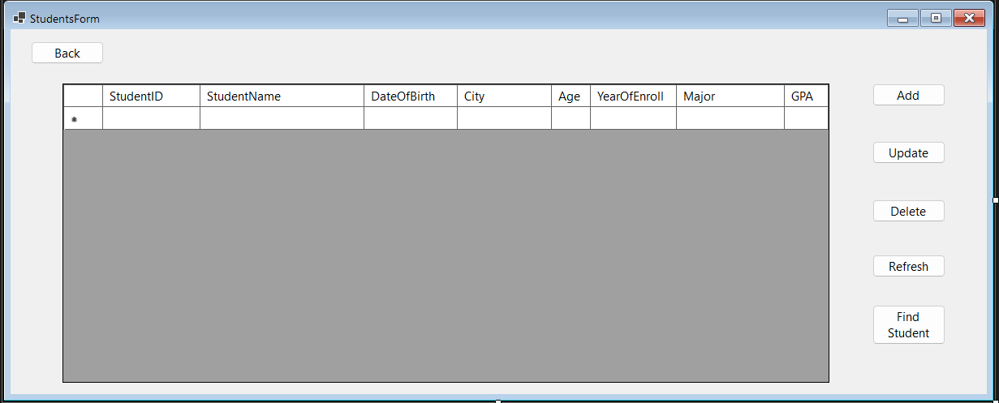 StudentsForm
Back
StudentID StudentName DateOfBirth City Age YearOfEnroll Major GPA
Add
Update
Delete
Refresh
Find
Student